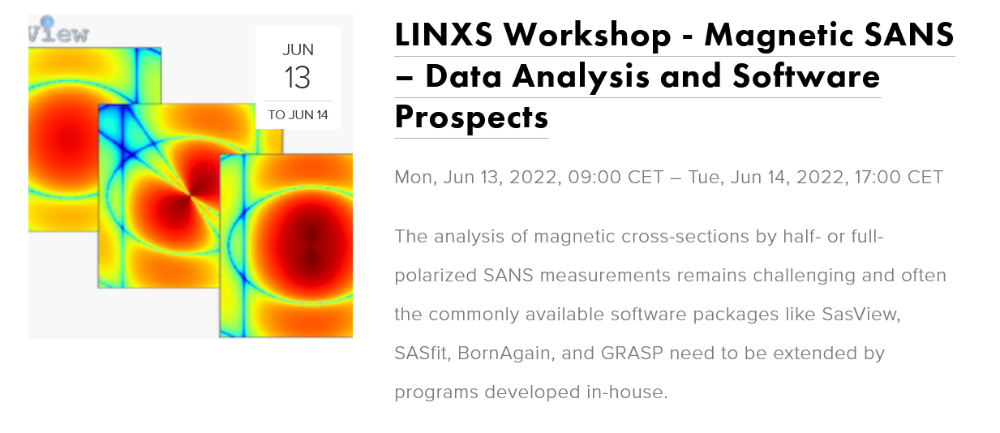 View
JUN
13
TO JUN 14
LINXS Workshop - Magnetic SANS
– Data Analysis and Software
Prospects
Mon, Jun 13, 2022, 09:00 CET – Tue, Jun 14, 2022, 17:00 CET
The analysis of magnetic cross-sections by half- or full-
polarized SANS measurements remains challenging and often
the commonly available software packages like SasView,
SASfit, BornAgain, and GRASP need to be extended by
programs developed in-house.